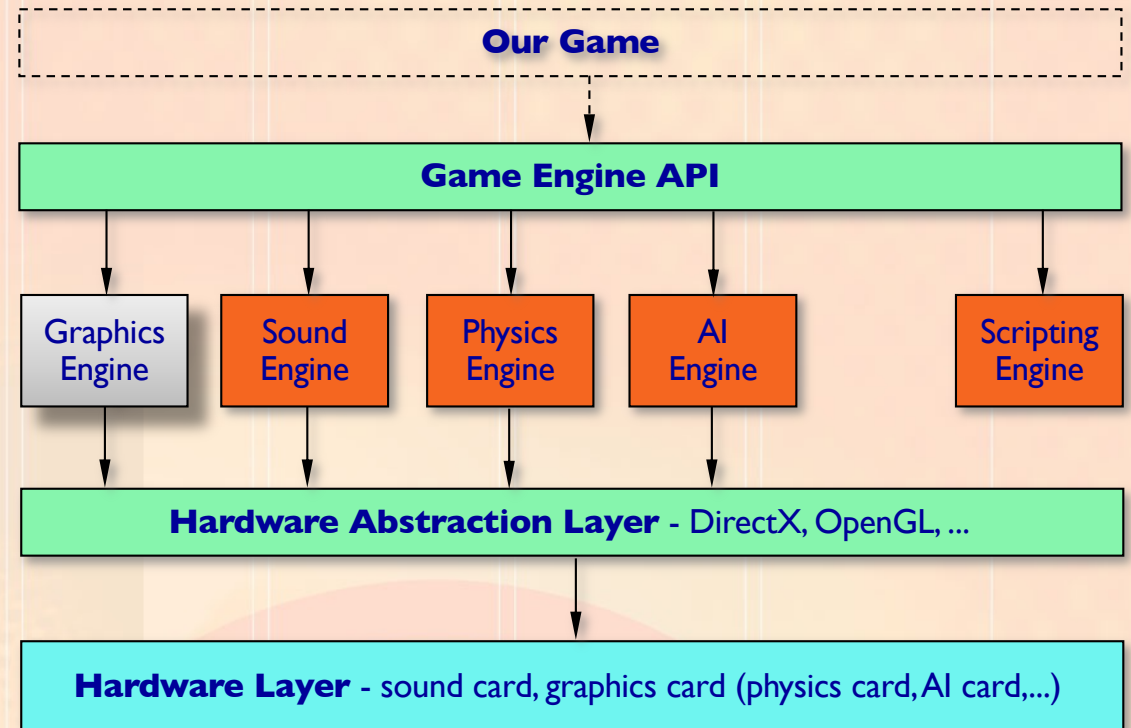 Our Game
Game Engine API
Graphics
Engine
Sound
Engine
Physics
Engine
AI
Engine
Scripting
Engine
Hardware Abstraction Layer - DirectX, OpenGL, ...
Hardware Layer - sound card, graphics card (physics card, AI card,...)